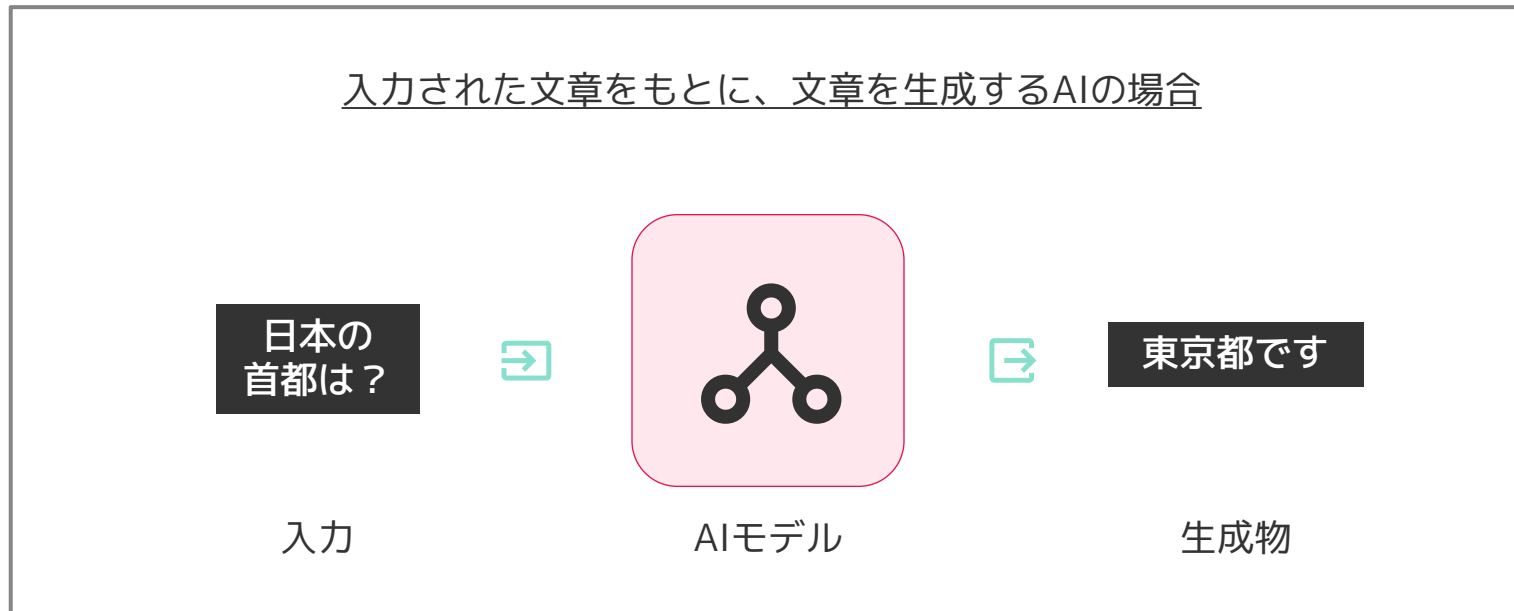 入力された文章をもとに、文章を生成するAIの場合
日本の
首都は？
東京都です
入力
AIモデル
生成物